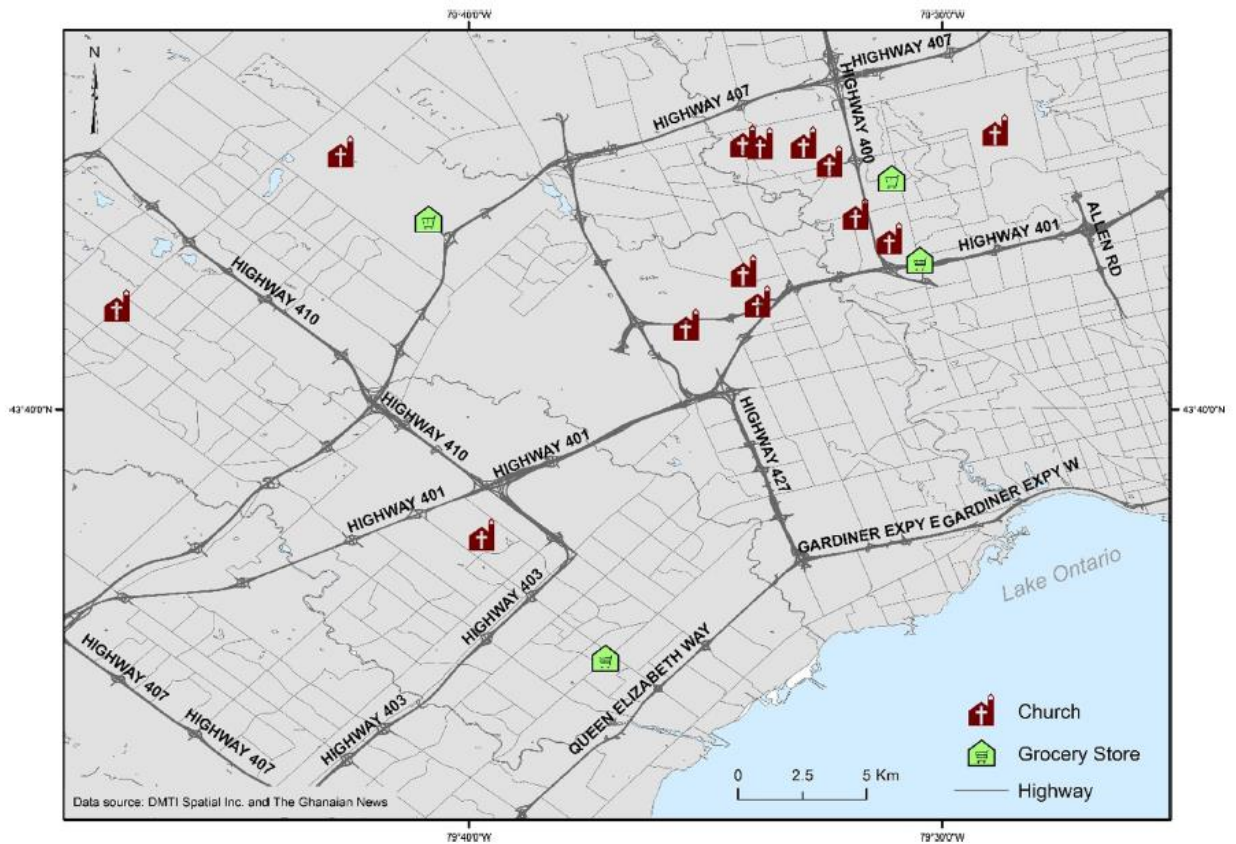 79°40'0"W
79°30'0"W
N
HIGHWAY 407
HIGHWAY 407
HIGHWAY 400
HIGHWAY 401
ALLEN RD
HIGHWAY 410
43°40'0"N
43°40'0"N
HIGHWAY 410
HIGHWAY 401
HIGHWAY 427
HIGHWAY 401
GARDINER EXPY E
GARDINER EXPY W
Lake Ontario
HIGHWAY 403
QUEEN ELIZABETH WAY
HIGHWAY 407
HIGHWAY 407
HIGHWAY 403
Church
Grocery Store
Highway
0 2.5 5 Km
Data source: DMTI Spatial Inc. and The Ghanaian News
79°40'0"W
79°30'0"W